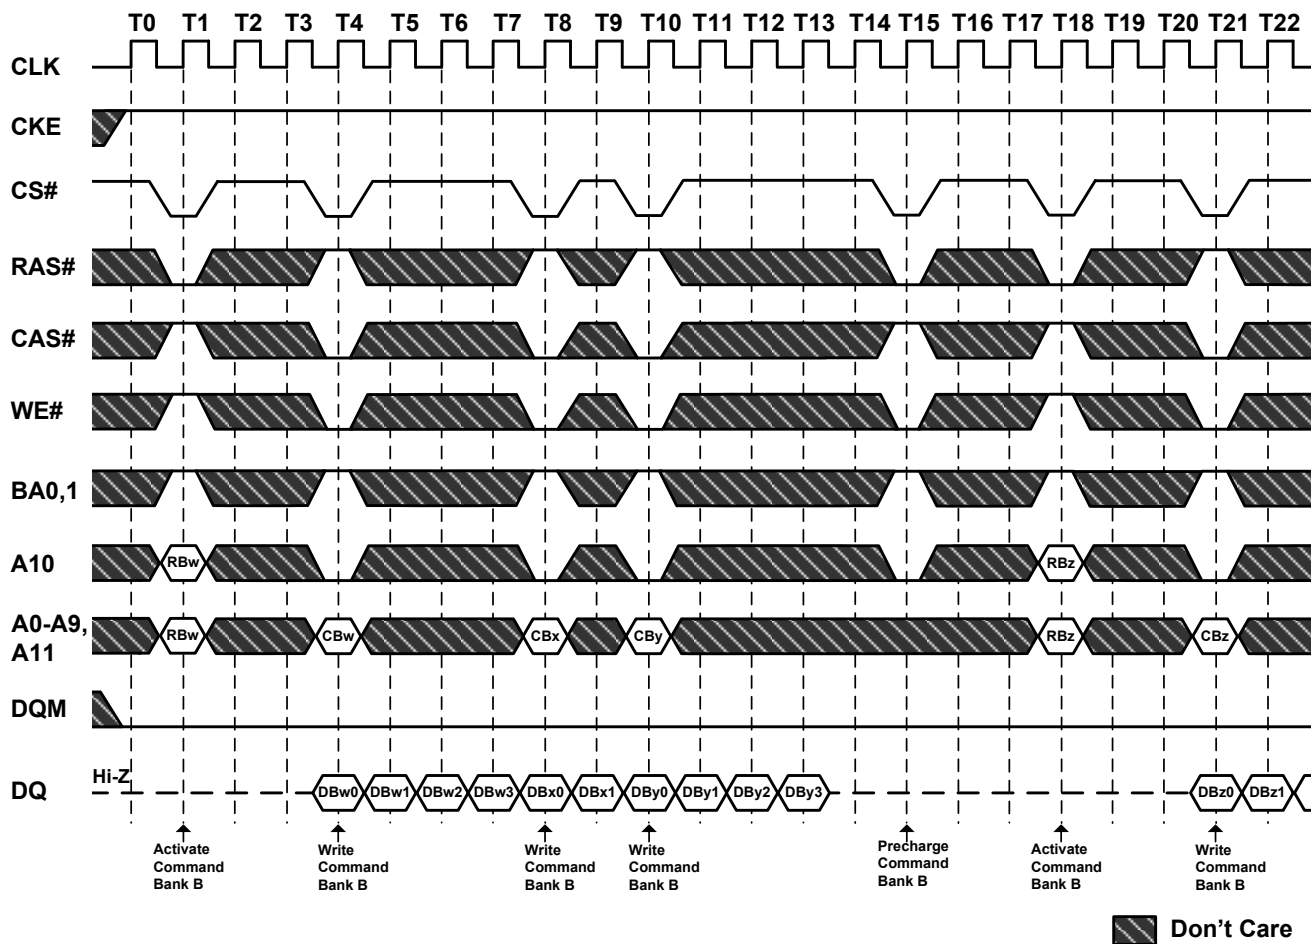 T0 T1 T2 T3 T4 T5 T6 T7 T8 T9 T10 T11 T12 T13 T14 T15 T16 T17 T18 T19 T20 T21 T22
CLK
CKE
CS#
RAS#
CAS#
WE#
BA0,1
A10 RBw RBz
A0-A9,
A11
RBw CBw CBx CBy RBz CBz
DQM
Hi-Z
DQ DBw0 DBw1 DBw2 DBw3 DBx0 DBx1 DBy0 DBy1 DBy2 DBy3 DBz0 DBz1
Activate
Command
Bank B
Write
Command
Bank B
Write
Command
Bank B
Write
Command
Bank B
Precharge
Command
Bank B
Activate
Command
Bank B
Write
Command
Bank B
Don't Care